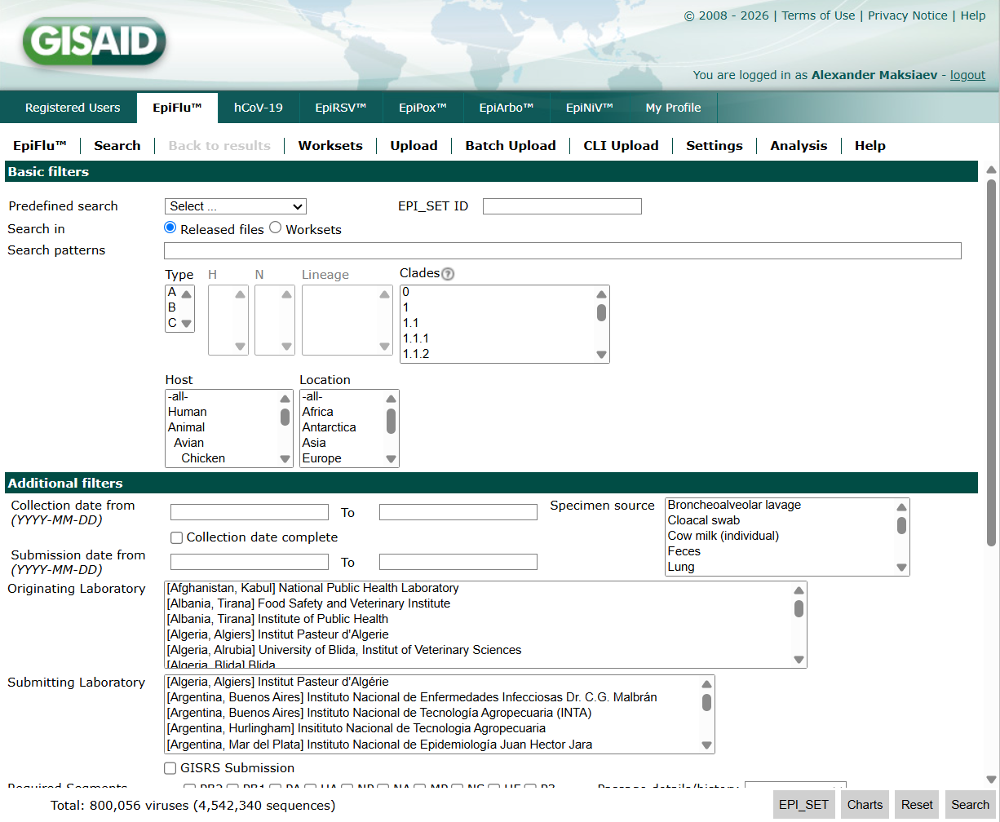 GISAID
© 2008 - 2026 | Terms of Use | Privacy Notice | Help
You are logged in as Alexander Maksiaev - logout
Registered Users EpiFlu™ hCoV-19 EpiRSV™ EpiPox™ EpiArbo™ EpiNiV™ My Profile
EpiFlu™ Search Back to results Worksets Upload Batch Upload CLI Upload Settings Analysis Help
Basic filters
Predefined search Select ... EPI_SET ID
Search in Released files Worksets
Search patterns
Type H N Lineage Clades ?
A
B
C
0
1
1.1
1.1.1
1.1.2
Host
-all-
Human
Animal
Avian
Chicken
Location
-all-
Africa
Antarctica
Asia
Europe
Additional filters
Collection date from (YYYY-MM-DD) To
Collection date complete
Submission date from (YYYY-MM-DD) To
Specimen source
Broncheoalveolar lavage
Cloacal swab
Cow milk (individual)
Feces
Lung
Originating Laboratory
[Afghanistan, Kabul] National Public Health Laboratory
[Albania, Tirana] Food Safety and Veterinary Institute
[Albania, Tirana] Institute of Public Health
[Algeria, Algiers] Institut Pasteur d'Algerie
[Algeria, Alrubia] University of Blida, Institut of Veterinary Sciences
[Algeria, Blida] Blida
Submitting Laboratory
[Algeria, Algiers] Institut Pasteur d'Algérie
[Argentina, Buenos Aires] Instituto Nacional de Enfermedades Infecciosas Dr. C.G. Malbrán
[Argentina, Buenos Aires] Instituto Nacional de Tecnología Agropecuaria (INTA)
[Argentina, Hurlingham] Insitituto Nacional de Tecnologia Agropecuaria
[Argentina, Mar del Plata] Instituto Nacional de Epidemiología Juan Hector Jara
GISRS Submission
Required Segments PB2 PB1 PA HA NP NA MP NS HE P3 Passage details/history
Total: 800,056 viruses (4,542,340 sequences)
EPI_SET Charts Reset Search